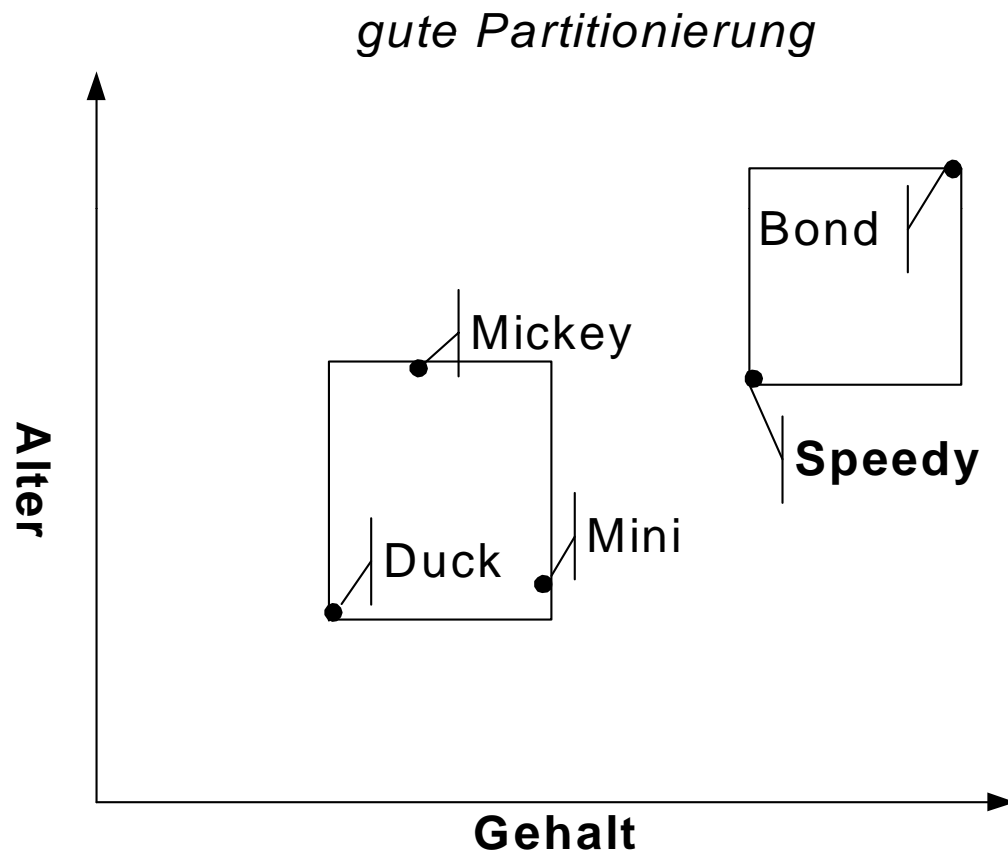 gute Partitionierung
Bond
Mickey
Alter
Speedy
Mini
Duck
Gehalt